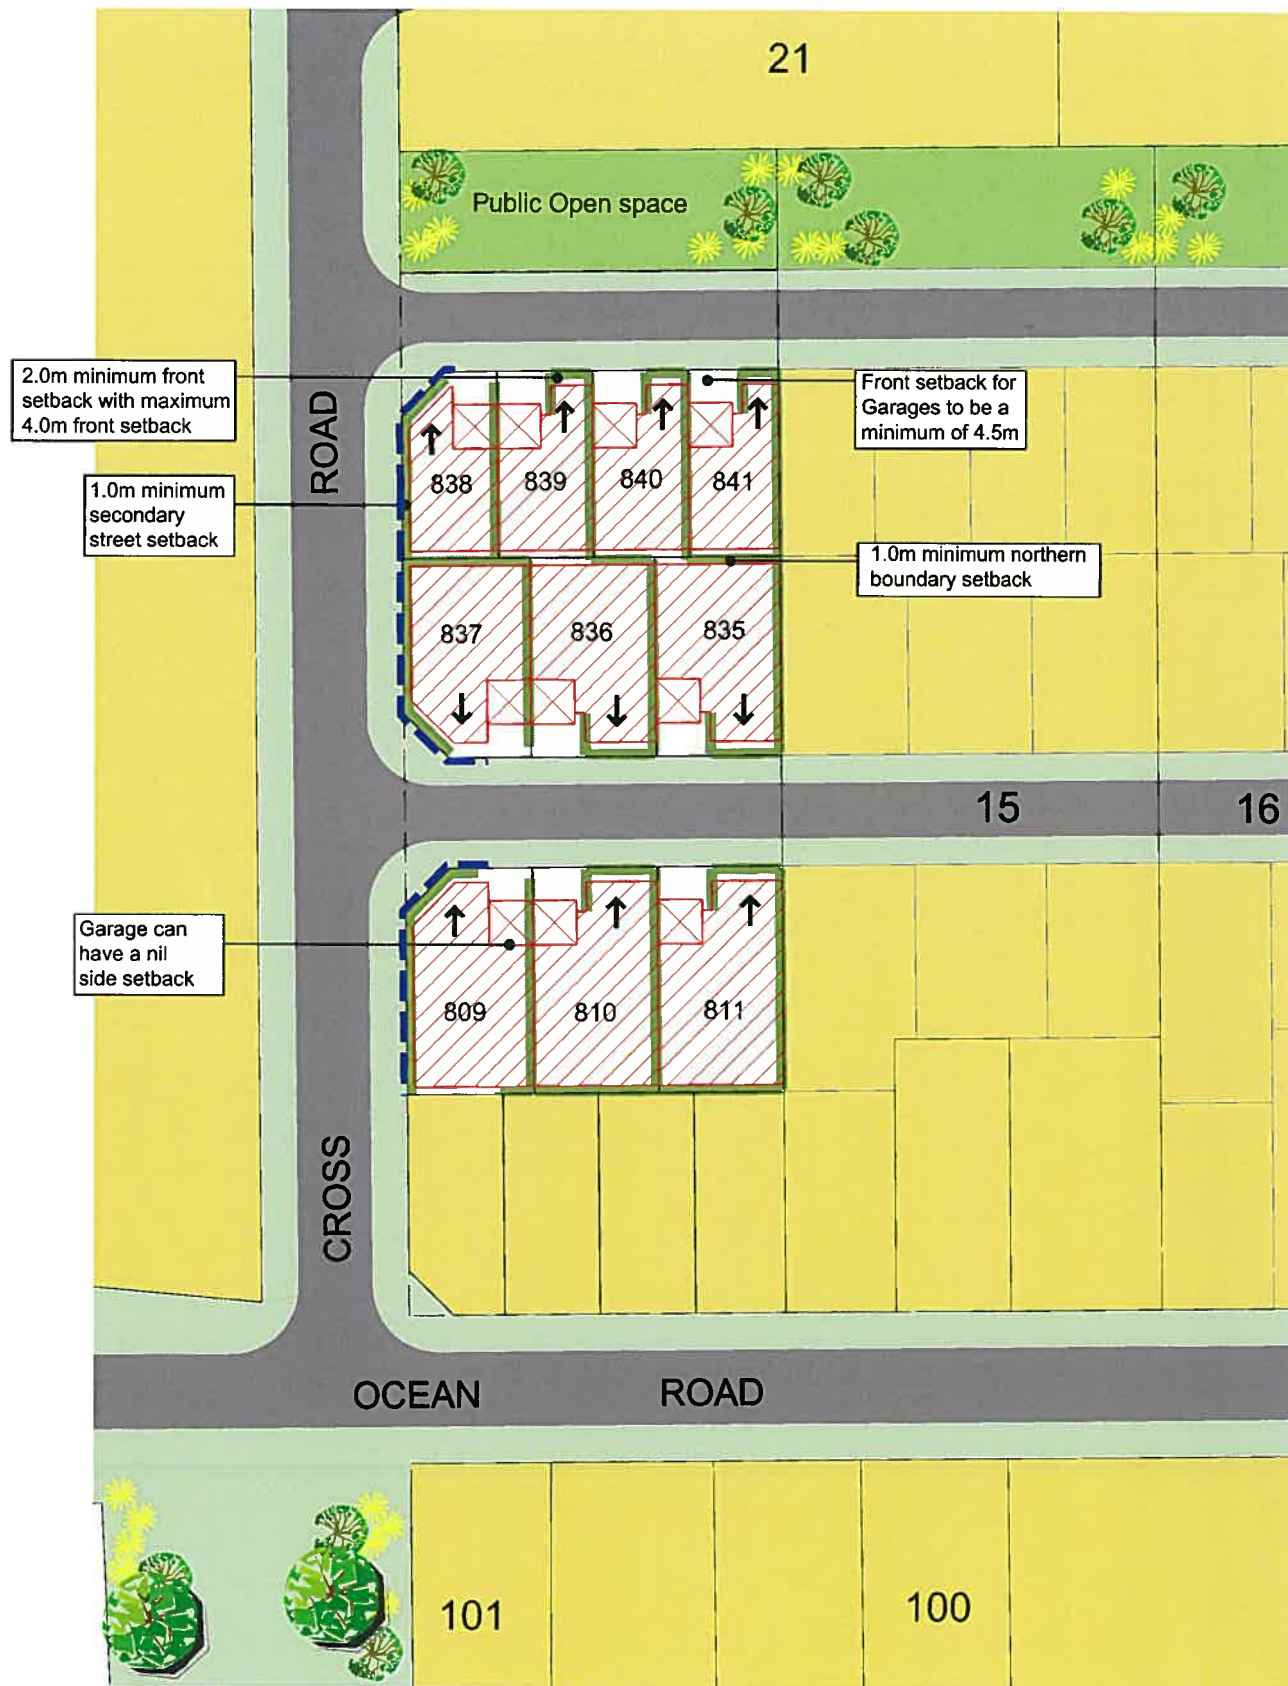 21
Public Open space
2.0m minimum front
setback with maximum
4.0m front setback
Front setback for
Garages to be a
minimum of 4.5m
ROAD
838
839
840
841
1.0m minimum
secondary
street setback
1.0m minimum northern
boundary setback
837
836
835
15
16
Garage can
have a nil
side setback
809
810
811
CROSS
OCEAN ROAD
101
100